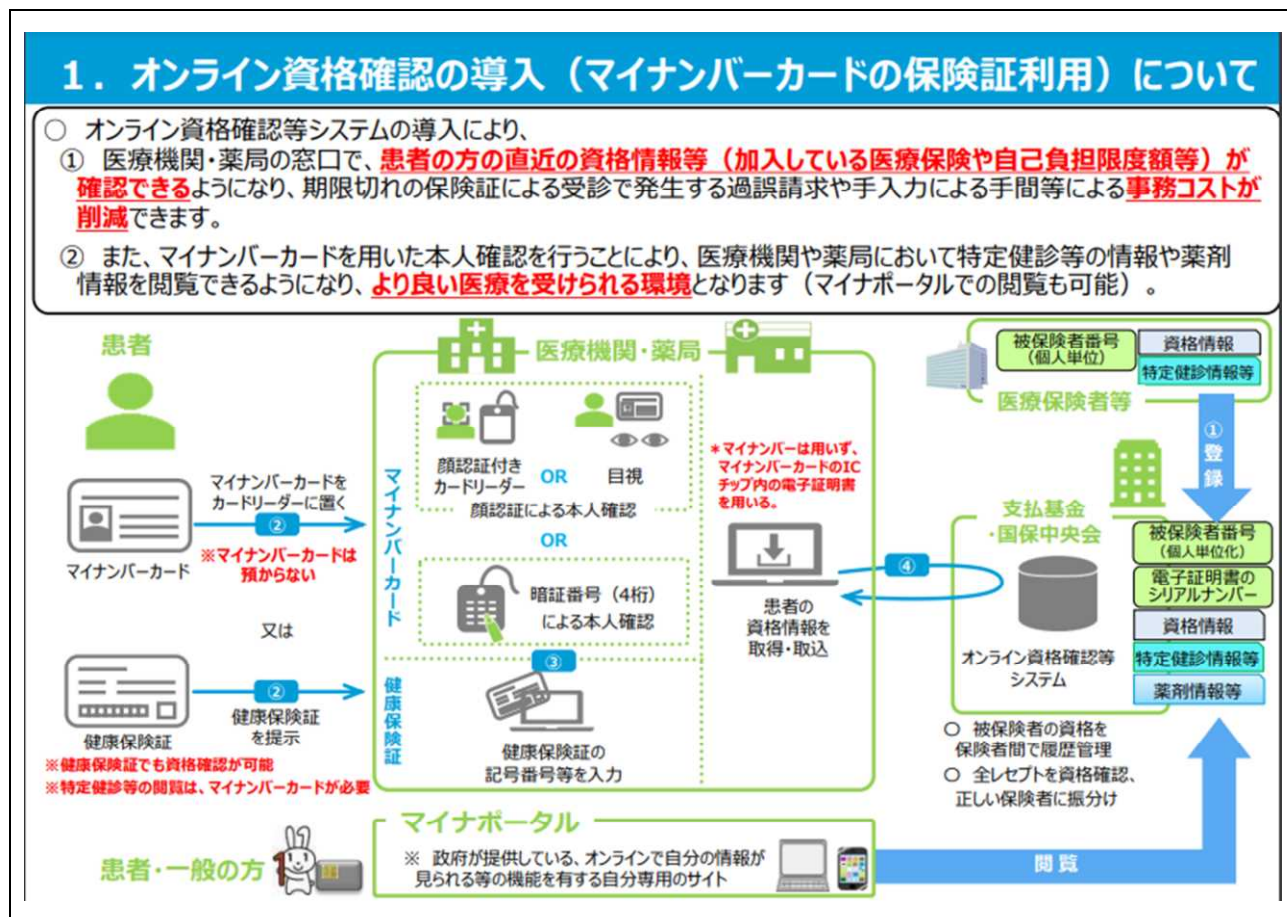 １．オンライン資格確認の導入（マイナンバーカードの保険証利用）について
○ オンライン資格確認等システムの導入により、
① 医療機関・薬局の窓口で、患者の方の直近の資格情報等（加入している医療保険や自己負担限度額等）が
確認できるようになり、期限切れの保険証による受診で発生する過誤請求や手入力による手間等による事務コストが
削減できます。
② また、マイナンバーカードを用いた本人確認を行うことにより、医療機関や薬局において特定健診等の情報や薬剤
情報を閲覧できるようになり、より良い医療を受けられる環境となります（マイナポータルでの閲覧も可能）。
患者
マイナンバーカードを
カードリーダーに置く
②
※マイナンバーカードは
預からない
マイナンバーカード
又は
②
健康保険証
を提示
健康保険証
※健康保険証でも資格確認が可能
※特定健診等の閲覧は、マイナンバーカードが必要
医療機関・薬局
マイナンバーカード
顔認証付き
カードリーダー
OR
目視
顔認証による本人確認
OR
暗証番号（4桁）
による本人確認
③
健康保険証
健康保険証の
記号番号等を入力
＊マイナンバーは用いず、
マイナンバーカードのIC
チップ内の電子証明書
を用いる。
患者の
資格情報を
取得・取込
④
被保険者番号
（個人単位）
資格情報
特定健診情報等
医療保険者等
①登録
支払基金
・国保中央会
オンライン資格確認等
システム
被保険者番号
（個人単位化）
電子証明書の
シリアルナンバー
資格情報
特定健診情報等
薬剤情報等
○ 被保険者の資格を
保険者間で履歴管理
○ 全レセプトを資格確認、
正しい保険者に振分け
患者・一般の方
マイナポータル
※ 政府が提供している、オンラインで自分の情報が
見られる等の機能を有する自分専用のサイト
閲覧